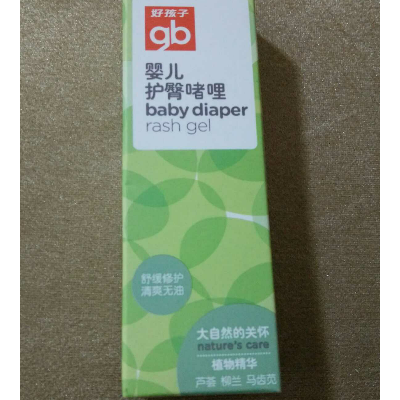 好孩子
gb
婴儿
护臀啫哩
baby diaper
rash gel
舒缓修护
清爽无油
大自然的关怀
nature's care
植物精华
芦荟 柳兰 马齿苋